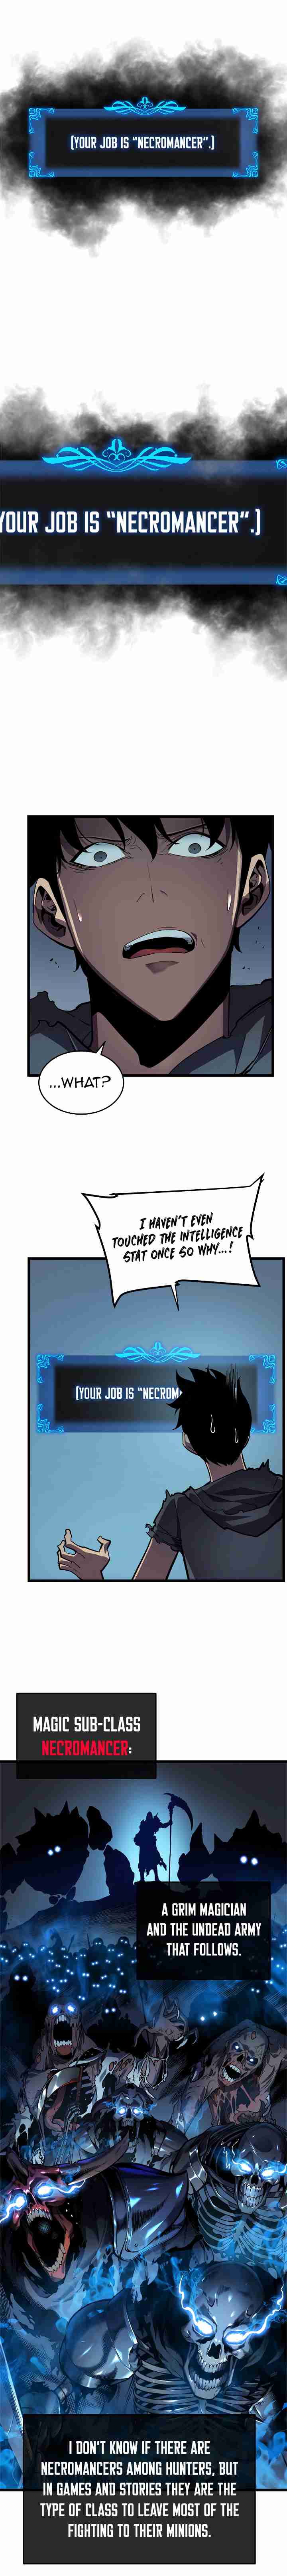 [YOUR JOB IS "NECROMANCER".]
YOUR JOB IS "NECROMANCER".]
...WHAT?
I HAVEN'T EVEN
TOUCHED THE INTELLIGENCE
STAT ONCE SO WHY...!
[YOUR JOB IS "NECROM
MAGIC SUB-CLASS
NECROMANCER:
A GRIM MAGICIAN
AND THE UNDEAD ARMY
THAT FOLLOWS.
I DON'T KNOW IF THERE ARE
NECROMANCERS AMONG HUNTERS, BUT
IN GAMES AND STORIES THEY ARE THE
TYPE OF CLASS TO LEAVE MOST OF THE
FIGHTING TO THEIR MINIONS.